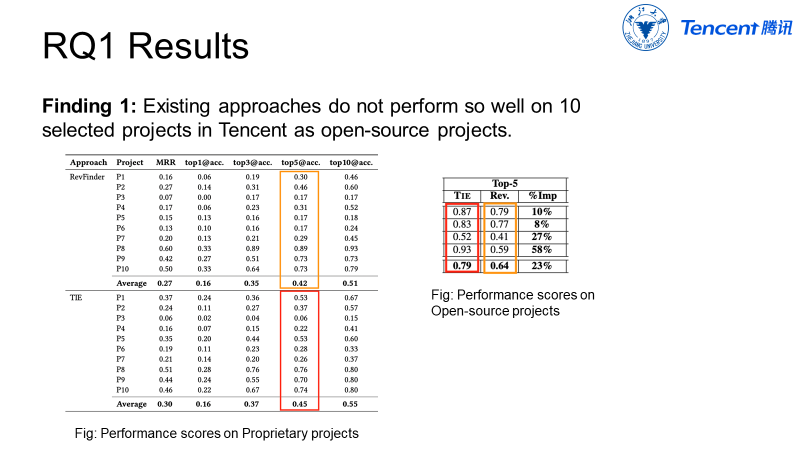 RQ1 Results
ZHEJIANG UNIVERSITY
Tencent 腾讯
Finding 1: Existing approaches do not perform so well on 10
selected projects in Tencent as open-source projects.
Approach Project MRR top1@acc. top3@acc. top5@acc. top10@acc.
RevFinder P1 0.16 0.06 0.19 0.30 0.46
P2 0.27 0.14 0.31 0.46 0.60
P3 0.07 0.00 0.17 0.17 0.17
P4 0.17 0.06 0.23 0.31 0.52
P5 0.15 0.13 0.16 0.17 0.18
P6 0.13 0.10 0.16 0.17 0.24
P7 0.20 0.13 0.21 0.29 0.45
P8 0.60 0.33 0.89 0.89 0.93
P9 0.42 0.27 0.51 0.73 0.73
P10 0.50 0.33 0.64 0.73 0.79
Average 0.27 0.16 0.35 0.42 0.51
TIE P1 0.37 0.24 0.36 0.53 0.67
P2 0.24 0.11 0.27 0.37 0.57
P3 0.06 0.02 0.04 0.06 0.15
P4 0.16 0.07 0.15 0.22 0.41
P5 0.35 0.20 0.44 0.53 0.60
P6 0.19 0.11 0.23 0.28 0.33
P7 0.21 0.14 0.20 0.26 0.37
P8 0.51 0.28 0.76 0.76 0.80
P9 0.44 0.24 0.55 0.70 0.80
P10 0.46 0.22 0.67 0.74 0.80
Average 0.30 0.16 0.37 0.45 0.55
Fig: Performance scores on Proprietary projects
Top-5
TIE Rev. %Imp
0.87 0.79 10%
0.83 0.77 8%
0.52 0.41 27%
0.93 0.59 58%
0.79 0.64 23%
Fig: Performance scores on
Open-source projects